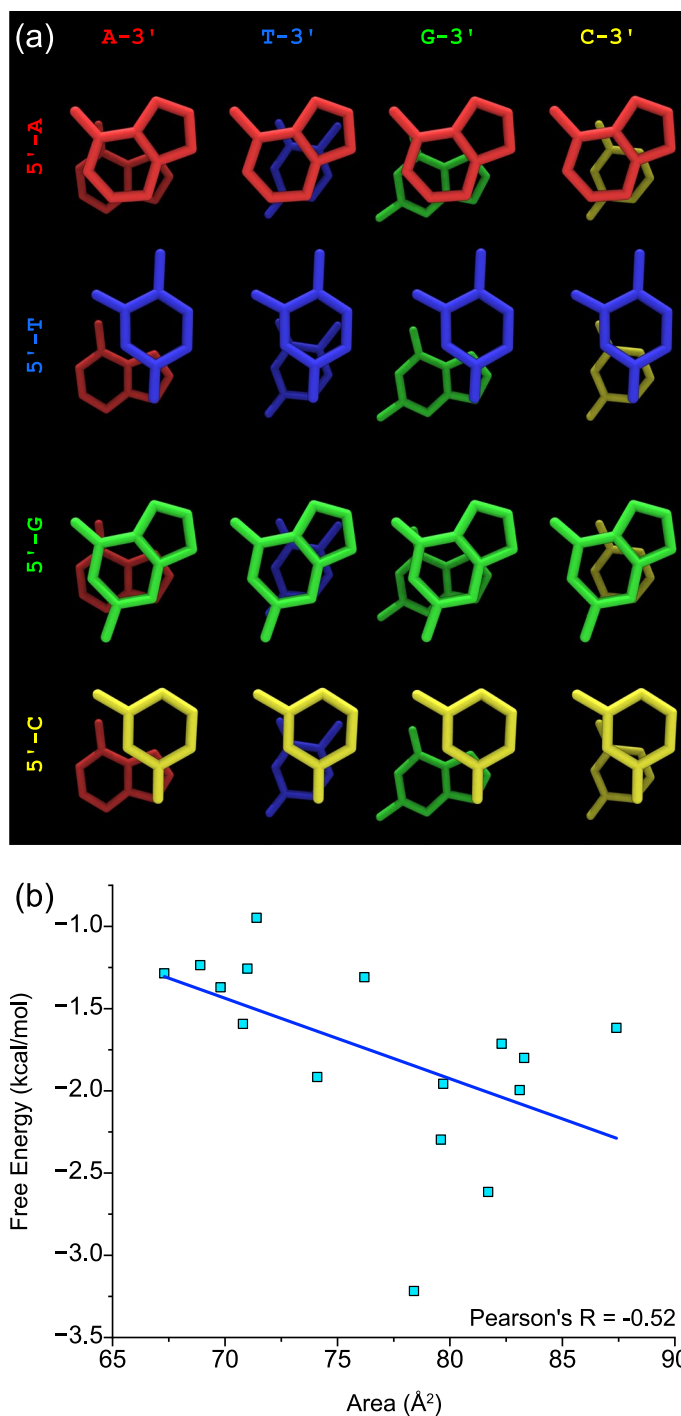 (a)
A-3' T-3' G-3' C-3'
5'-A
5'-T
5'-G
5'-C
(b)
−1.0
−1.5
−2.0
−2.5
−3.0
−3.5
Free Energy (kcal/mol)
Pearson's R = -0.52
65 70 75 80 85 90
Area (Å²)